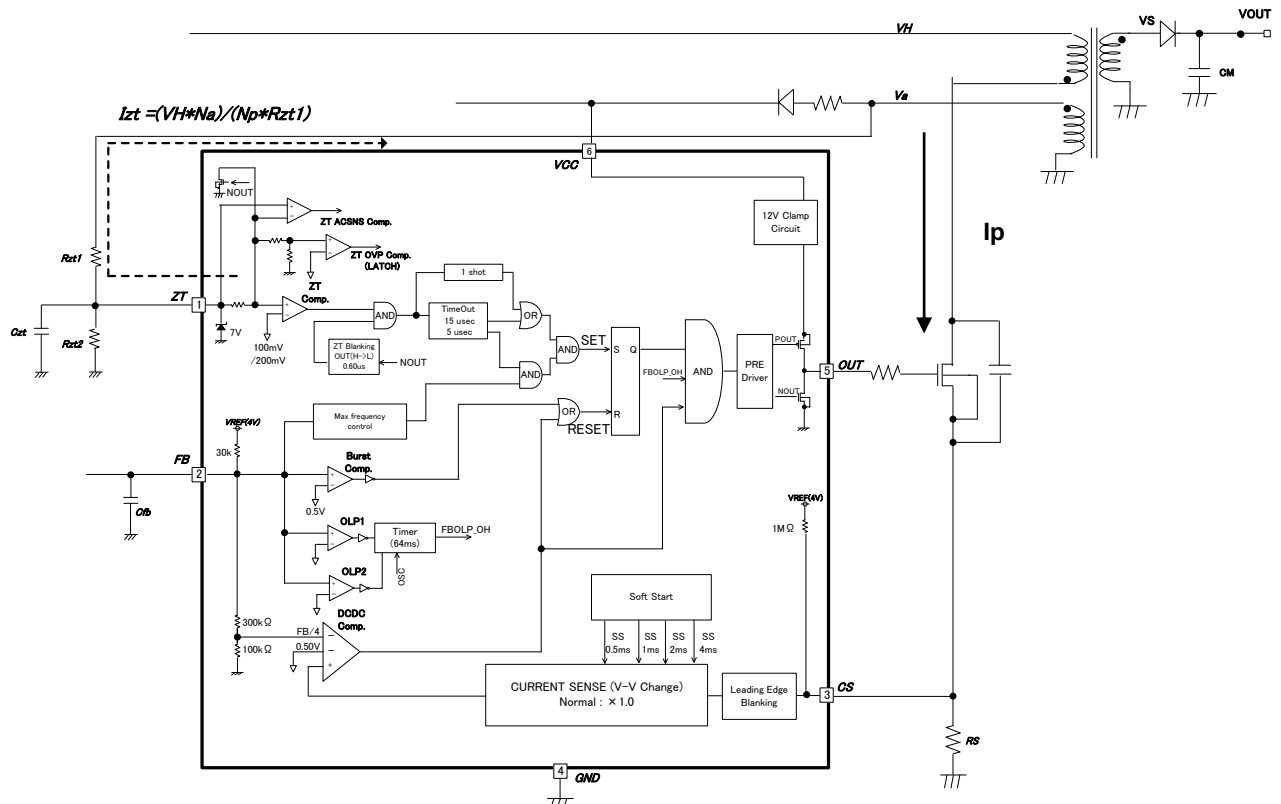 VH
VS
VOUT
CM
Izt =(VH*Na)/(Np*Rzt1)
Va
6
VCC
NOUT
12V Clamp
Circuit
Ip
ZT ACSNS Comp.
ZT OVP Comp.
(LATCH)
Rzt1
ZT
1
ZT
Comp.
1 shot
TimeOut
15 usec
5 usec
AND
OR
Czt
Rzt2
7V
100mV
/200mV
ZT Blanking
OUT(H->L)
0.60us
NOUT
AND
AND
SET
S Q
R
FBOLP_OH
AND
PRE
Driver
POUT
NOUT
5
OUT
Max frequency
control
OR
RESET
VREF(4V)
30k
FB
2
Cfb
Burst
Comp.
0.5V
OLP1
Timer
(64ms)
FBOLP_OH
OSC
OLP2
VREF(4V)
1MΩ
DCDC
Comp.
300kΩ
FB/4
0.50V
100kΩ
Soft Start
SS
0.5ms
SS
1ms
SS
2ms
SS
4ms
CURRENT SENSE (V-V Change)
Normal : ×1.0
Leading Edge
Blanking
3
CS
RS
4
GND